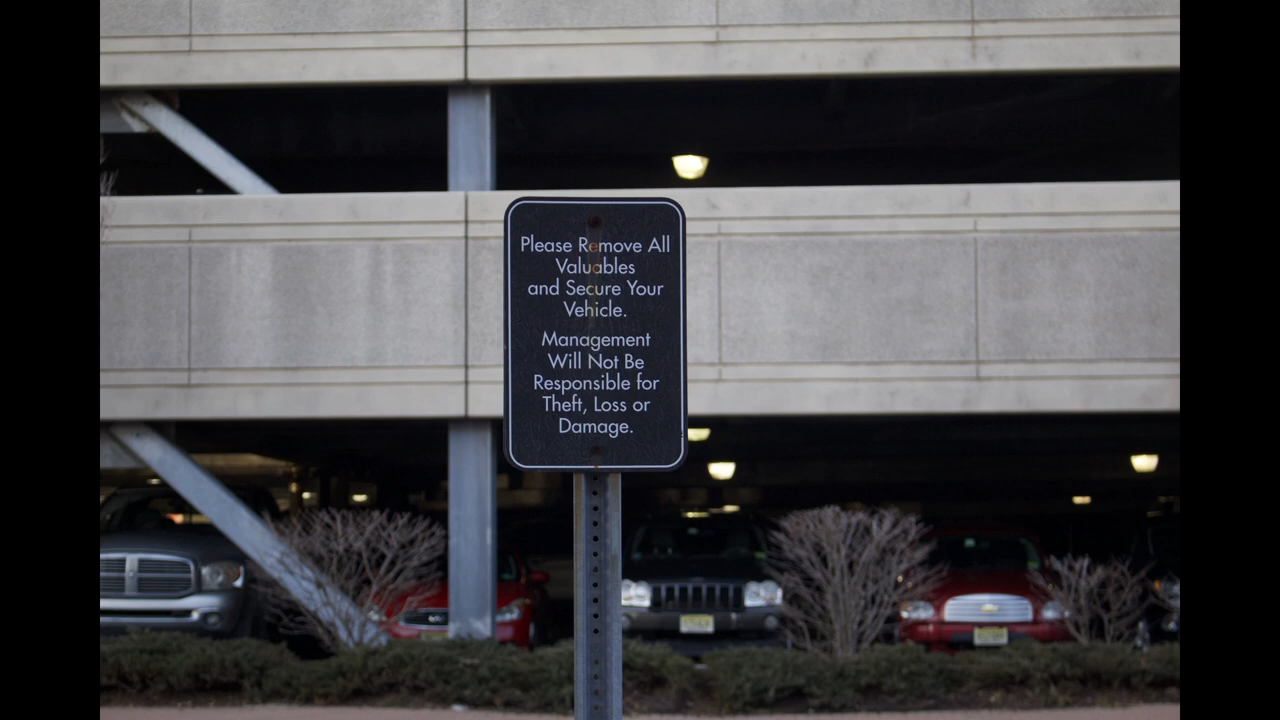 Please Remove All
Valuables
and Secure Your
Vehicle.
Management
Will Not Be
Responsible for
Theft, Loss or
Damage.